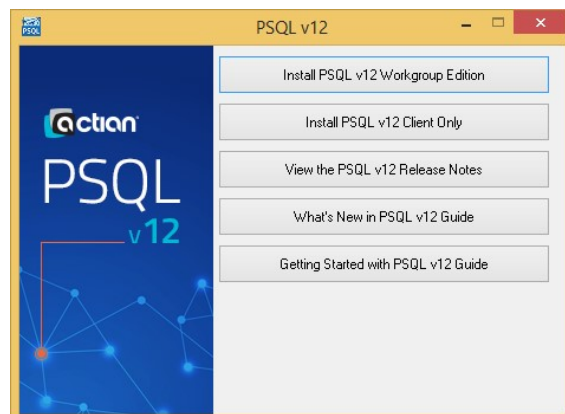 PSQL
PSQL v12
actian
PSQL
v12
Install PSQL v12 Workgroup Edition
Install PSQL v12 Client Only
View the PSQL v12 Release Notes
What's New in PSQL v12 Guide
Getting Started with PSQL v12 Guide